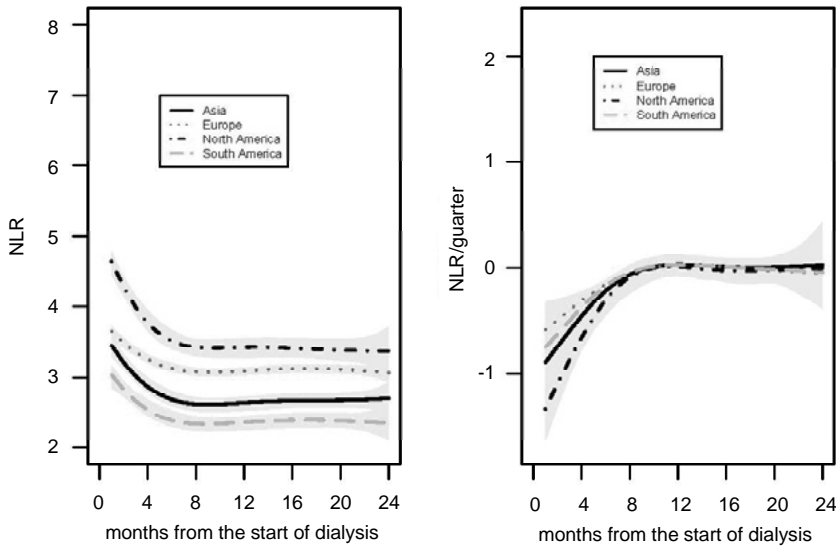 8
7
6
5
4
3
2
NLR
Asia
Europe
North America
South America
0 4 8 12 16 20 24
months from the start of dialysis
2
1
0
-1
NLR/guarter
Asia
Europe
North America
South America
0 4 8 12 16 20 24
months from the start of dialysis